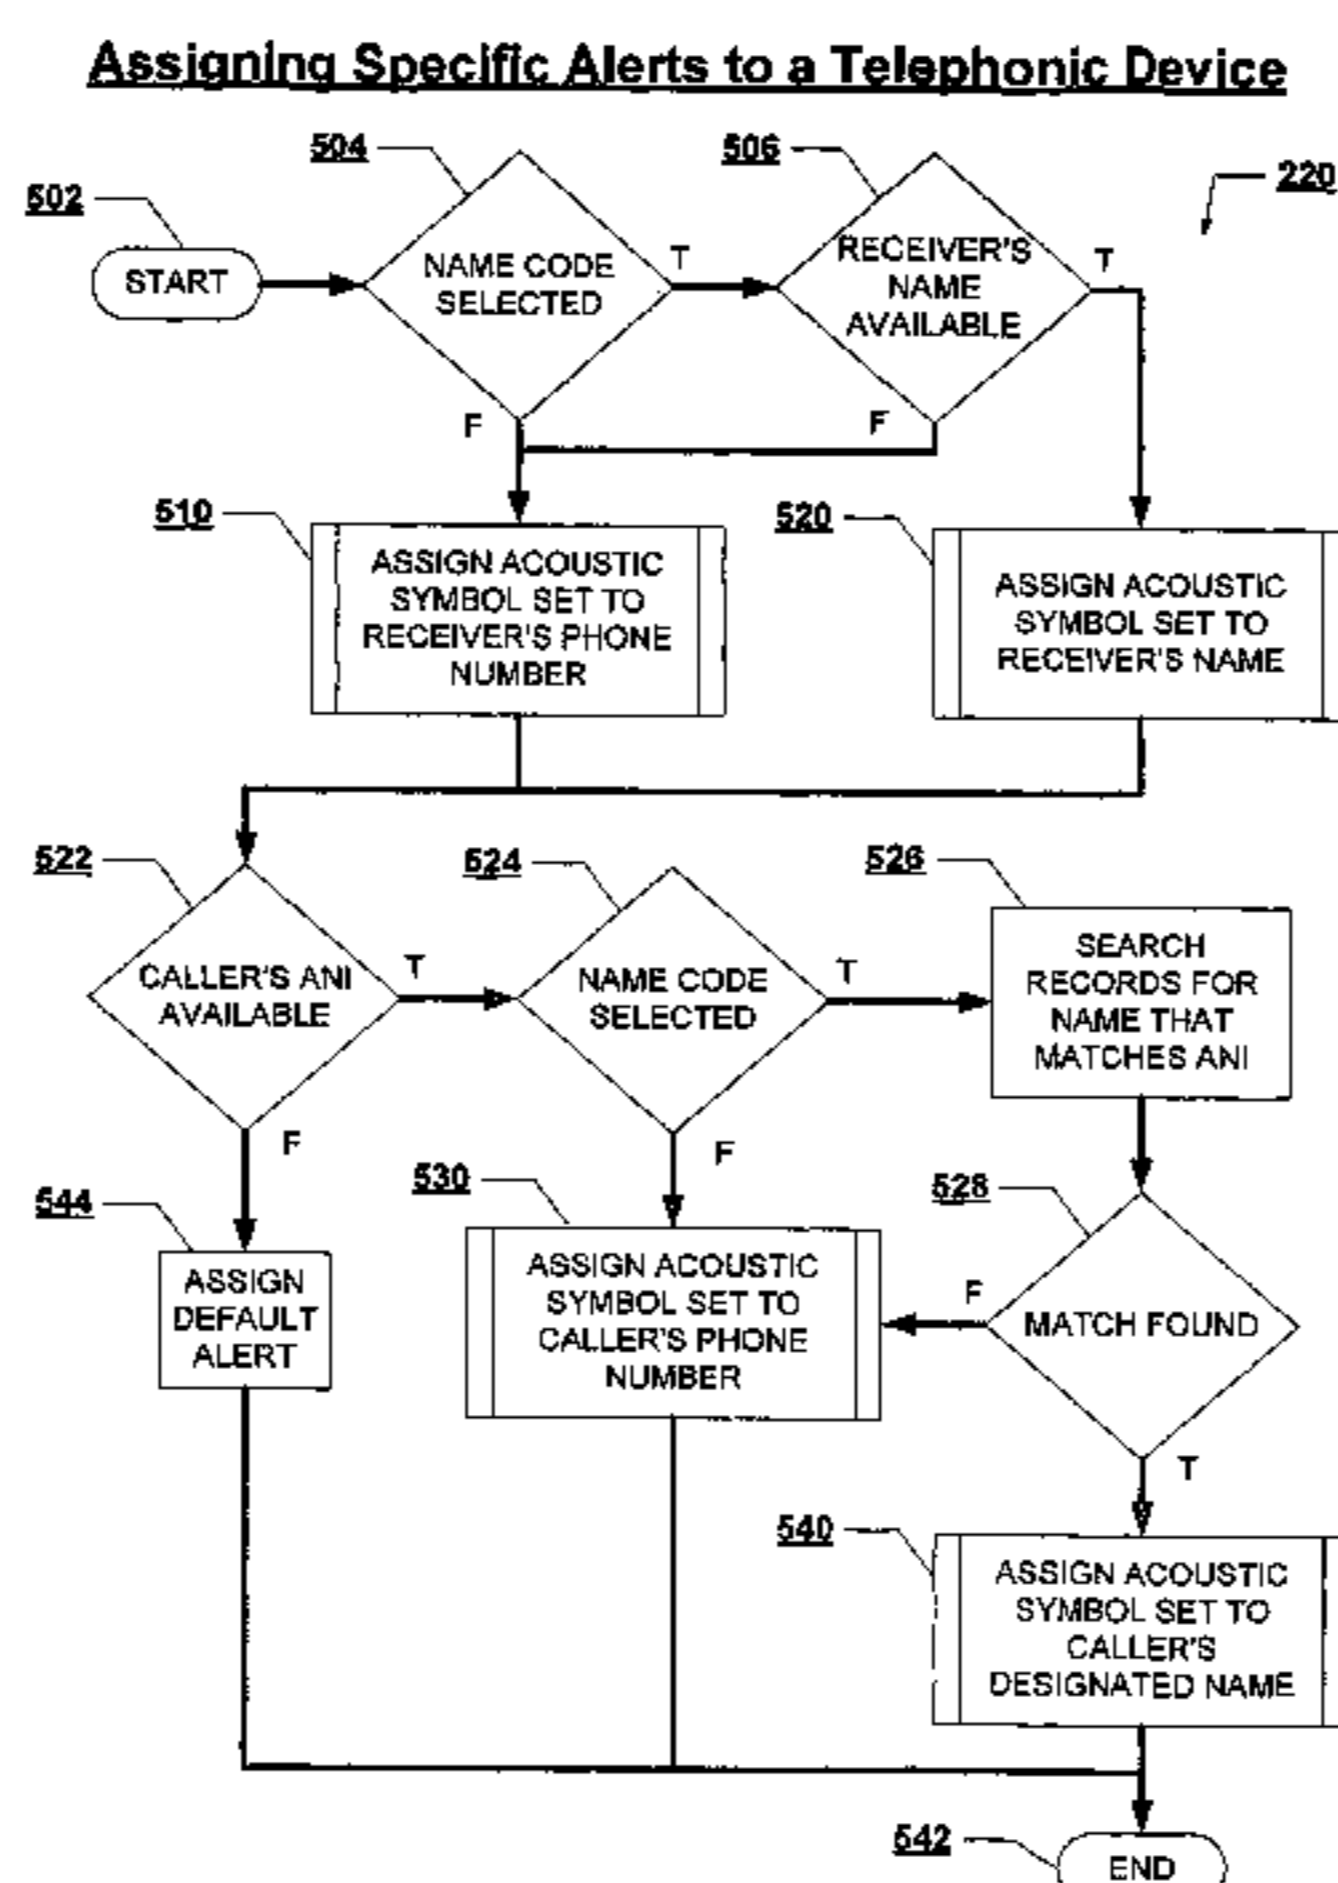 Assigning Specific Alerts to a Telephonic Device
504
506
220
502
START
NAME CODE
SELECTED
T
RECEIVER'S
NAME
AVAILABLE
T
F
F
510
ASSIGN ACOUSTIC
SYMBOL SET TO
RECEIVER'S PHONE
NUMBER
520
ASSIGN ACOUSTIC
SYMBOL SET TO
RECEIVER'S NAME
522
524
526
CALLER'S ANI
AVAILABLE
T
NAME CODE
SELECTED
T
SEARCH
RECORDS FOR
NAME THAT
MATCHES ANI
F
F
544
530
528
ASSIGN
DEFAULT
ALERT
ASSIGN ACOUSTIC
SYMBOL SET TO
CALLER'S PHONE
NUMBER
F
MATCH FOUND
T
540
ASSIGN ACOUSTIC
SYMBOL SET TO
CALLER'S
DESIGNATED NAME
542
END